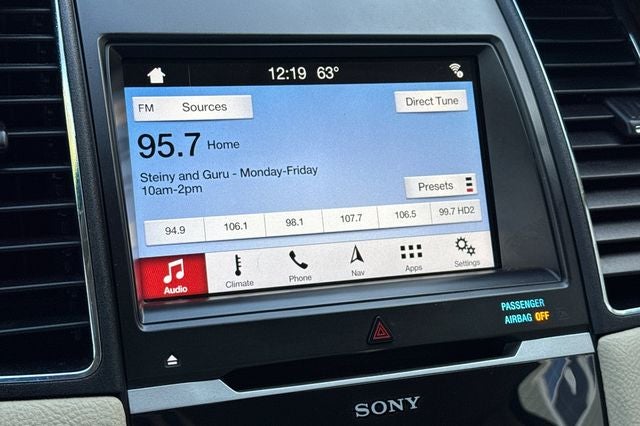 12:19 63°
FM Sources
Direct Tune
95.7 Home
Steiny and Guru - Monday-Friday
10am-2pm
Presets
94.9 106.1 98.1 107.7 106.5 99.7 HD2
Audio Climate Phone Nav Apps Settings
PASSENGER
AIRBAG OFF
SONY